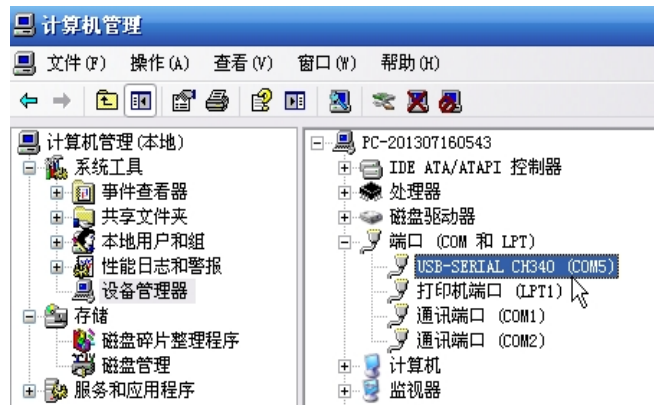 计算机管理
文件(F) 操作(A) 查看(V) 窗口(W) 帮助(H)
计算机管理(本地)
系统工具
事件查看器
共享文件夹
本地用户和组
性能日志和警报
设备管理器
存储
磁盘碎片整理程序
磁盘管理
服务和应用程序
PC-201307160543
IDE ATA/ATAPI 控制器
处理器
磁盘驱动器
端口 (COM 和 LPT)
USB-SERIAL CH340 (COM5)
打印机端口 (LPT1)
通讯端口 (COM1)
通讯端口 (COM2)
计算机
监视器